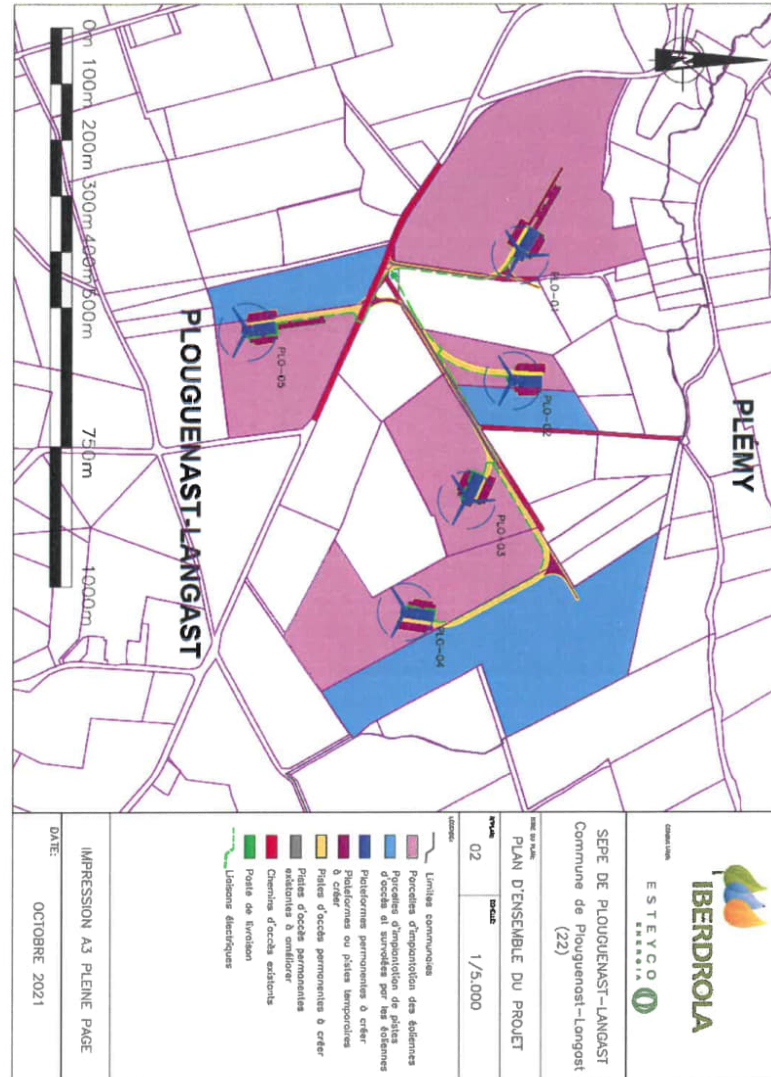 0m 100m 200m 300m 400m 500m 750m 1000m
N
PLÉMY
PLOUGUENAST-LANGAST
PLO-01
PLO-02
PLO-03
PLO-04
PLO-05
IBERDROLA
ESTEYCO
ENERGIA
SEPE DE PLOUGUENAST-LANGAST
Commune de Plouguenast-Langast
(22)
PLAN D'ENSEMBLE DU PROJET
02
1/5.000
Limites communales
Parcelles d'implantation des éoliennes
Parcelles d'implantation de pistes
d'accès et survolées par les éoliennes
Plateformes permanentes à créer
Plateformes ou pistes temporaires
à créer
Pistes d'accès permanentes à créer
Pistes d'accès permanentes
existantes à améliorer
Chemins d'accès existants
Poste de livraison
Liaisons électriques
IMPRESSION A3 PLEINE PAGE
DATE:
OCTOBRE 2021